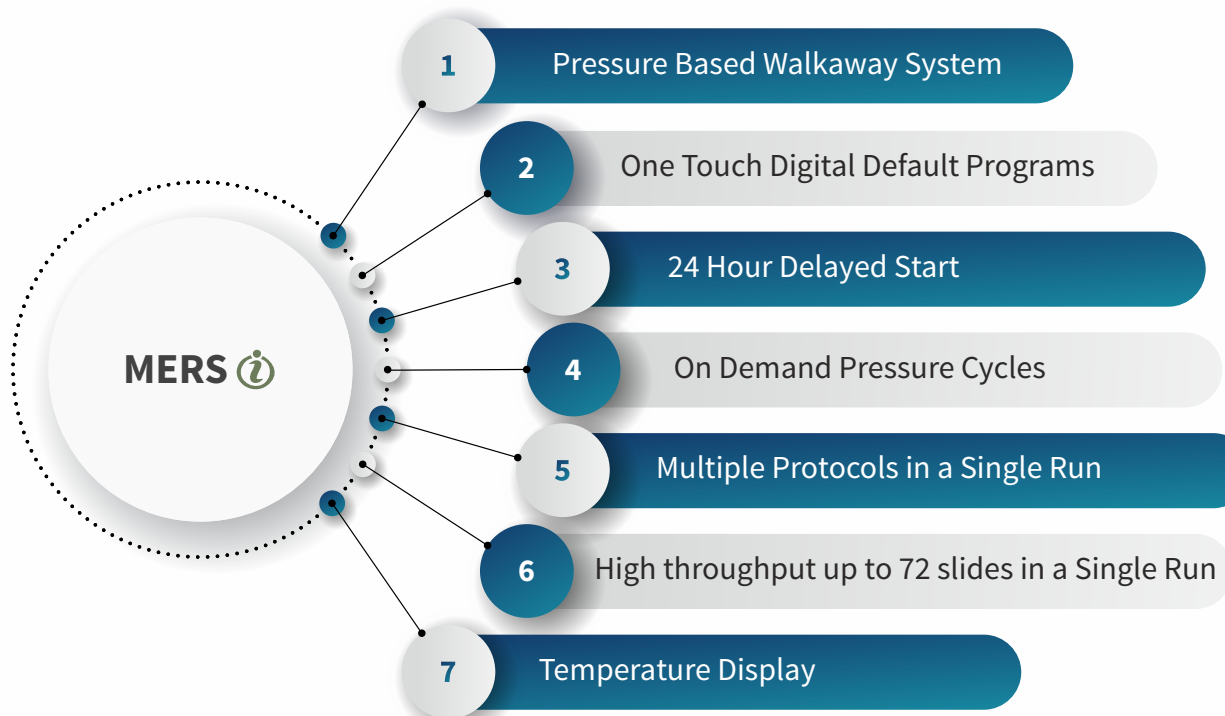 1
Pressure Based Walkaway System
2
One Touch Digital Default Programs
3
24 Hour Delayed Start
MERS i
4
On Demand Pressure Cycles
5
Multiple Protocols in a Single Run
6
High throughput up to 72 slides in a Single Run
7
Temperature Display